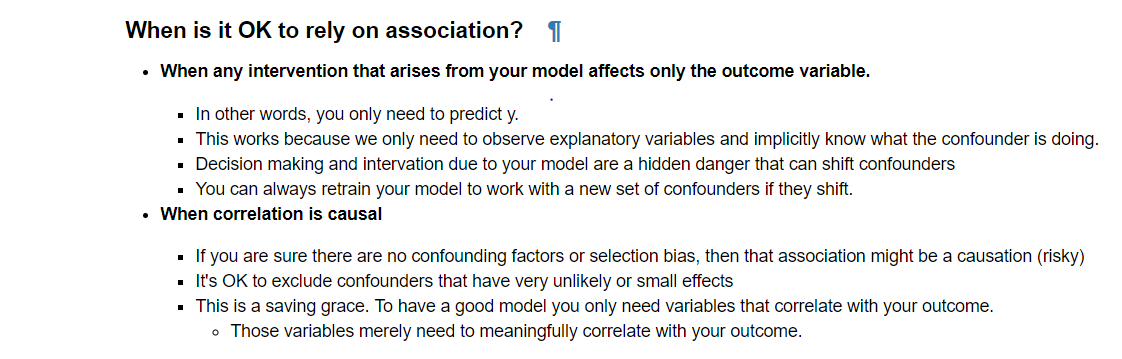 When is it OK to rely on association? ¶
• When any intervention that arises from your model affects only the outcome variable.
▪ In other words, you only need to predict y.
▪ This works because we only need to observe explanatory variables and implicitly know what the confounder is doing.
▪ Decision making and intervation due to your model are a hidden danger that can shift confounders
▪ You can always retrain your model to work with a new set of confounders if they shift.
• When correlation is causal
▪ If you are sure there are no confounding factors or selection bias, then that association might be a causation (risky)
▪ It's OK to exclude confounders that have very unlikely or small effects
▪ This is a saving grace. To have a good model you only need variables that correlate with your outcome.
◦ Those variables merely need to meaningfully correlate with your outcome.